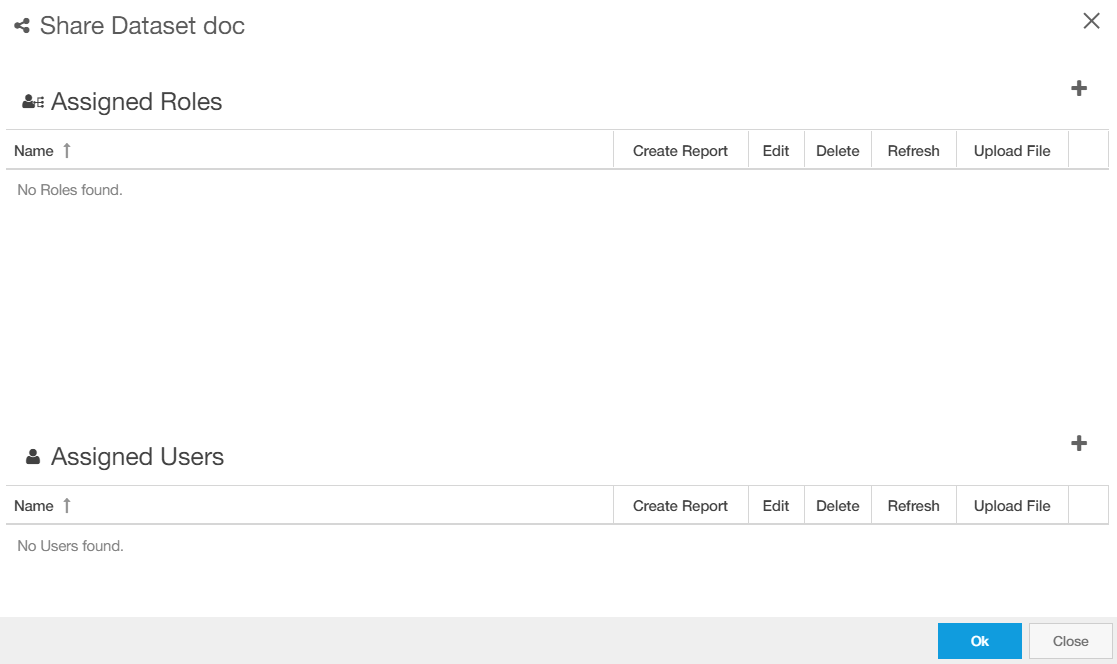 Share Dataset doc
Assigned Roles
Name Create Report Edit Delete Refresh Upload File
No Roles found.
Assigned Users
Name Create Report Edit Delete Refresh Upload File
No Users found.
Ok Close